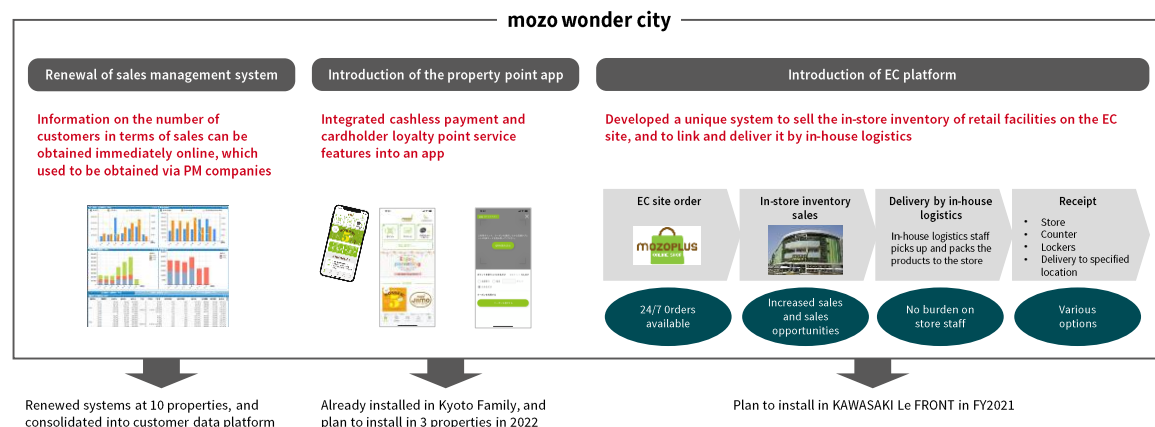 mozo wonder city
Renewal of sales management system
Information on the number of
customers in terms of sales can be
obtained immediately online, which
used to be obtained via PM companies
Renewed systems at 10 properties, and
consolidated into customer data platform
Introduction of the property point app
Integrated cashless payment and
cardholder loyalty point service
features into an app
Already installed in Kyoto Family, and
plan to install in 3 properties in 2022
Introduction of EC platform
Developed a unique system to sell the in-store inventory of retail facilities on the EC
site, and to link and deliver it by in-house logistics
EC site order
MOZOPLUS
ONLINE SHOP
24/7 Orders
available
In-store inventory
sales
Increased sales
and sales
opportunities
Delivery by in-house
logistics
In-house logistics staff
picks up and packs the
products to the store
No burden on
store staff
Receipt
• Store
• Counter
• Lockers
• Delivery to specified
location
Various
options
Plan to install in KAWASAKI Le FRONT in FY2021